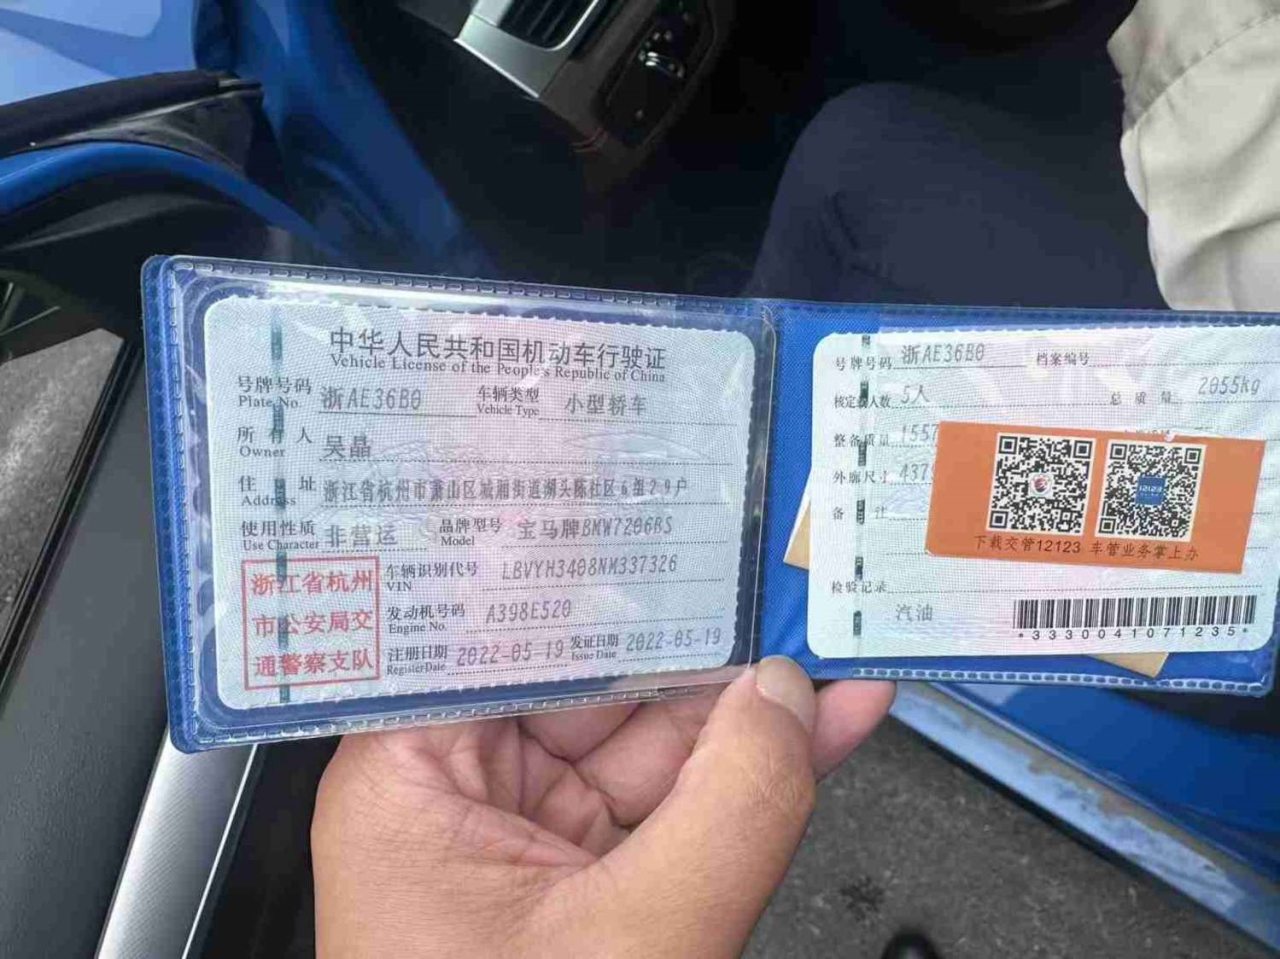 中华人民共和国机动车行驶证
Vehicle License of the People's Republic of China
号牌号码 浙AE36B0 车辆类型 小型轿车
Plate No. Vehicle Type
所有人 吴晶
Owner
住址 浙江省杭州市萧山区城厢街道湖头陈社区6组29户
Address
使用性质 非营运 品牌型号 宝马牌BMW7206BS
Use Character Model
浙江省杭州
市公安局交
通警察支队
车辆识别代号 LBVYH3408NM337326
VIN
发动机号码 A398E520
Engine No.
注册日期 2022-05-19 发证日期 2022-05-19
Register Date Issue Date
号牌号码 浙AE36B0 档案编号
核定载人数 5人 总质量 2055kg
整备质量 1557
外廓尺寸 437
备注
下载交管12123 车管业务掌上办
检验记录
汽油
*3330041071235*